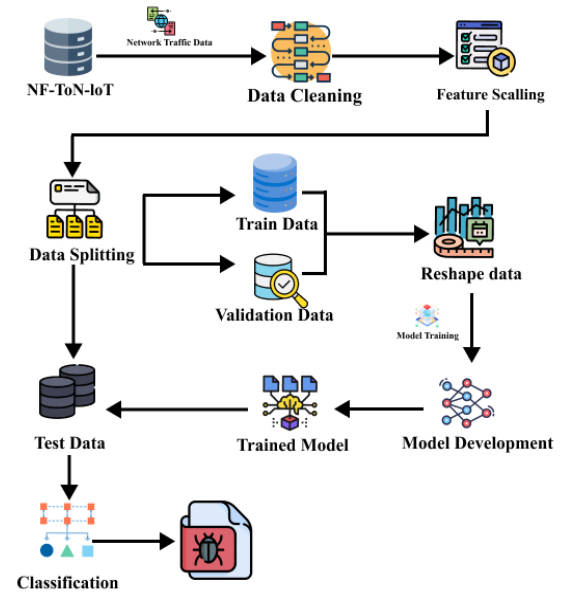 Network Traffic Data
NF-ToN-IoT
Data Cleaning
Feature Scalling
Data Splitting
Train Data
Validation Data
Reshape data
Model Training
Test Data
Trained Model
Model Development
Classification